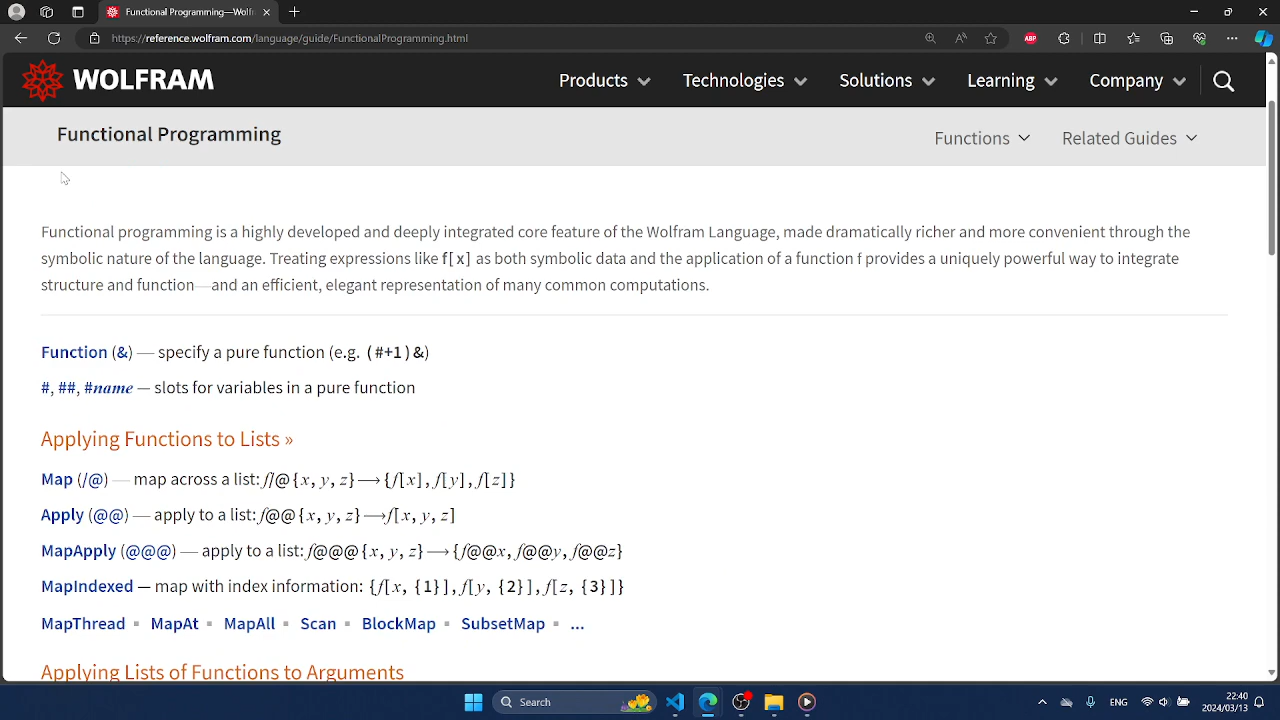 Functional Programming—Wolfr
https://reference.wolfram.com/language/guide/FunctionalProgramming.html
ABP
WOLFRAM
Products
Technologies
Solutions
Learning
Company
Functional Programming
Functions
Related Guides
Functional programming is a highly developed and deeply integrated core feature of the Wolfram Language, made dramatically richer and more convenient through the
symbolic nature of the language. Treating expressions like f[x] as both symbolic data and the application of a function f provides a uniquely powerful way to integrate
structure and function—and an efficient, elegant representation of many common computations.
Function (&) — specify a pure function (e.g. (#+1)&)
#, ##, #name — slots for variables in a pure function
Applying Functions to Lists »
Map (/@) — map across a list: f/@{x, y, z}⟶{f[x], f[y], f[z]}
Apply (@@) — apply to a list: f@@{x, y, z}⟶f[x, y, z]
MapApply (@@@) — apply to a list: f@@@{x, y, z}⟶{f@@x, f@@y, f@@z}
MapIndexed — map with index information: {f[x, {1}], f[y, {2}], f[z, {3}]}
MapThread ▪ MapAt ▪ MapAll ▪ Scan ▪ BlockMap ▪ SubsetMap ▪ ...
Applying Lists of Functions to Arguments
Search
ENG
22:40
2024/03/13